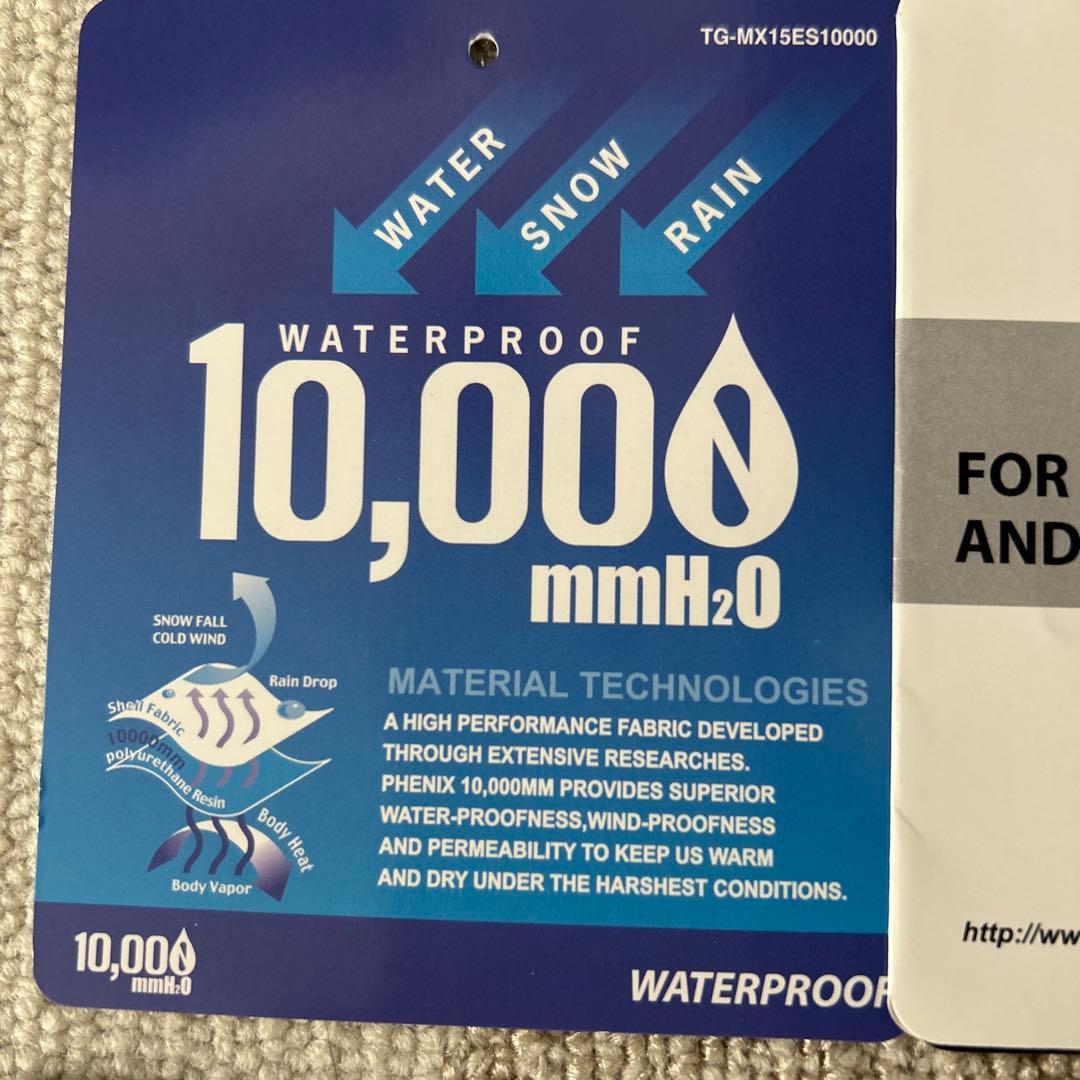 TG-MX15ES10000
WATER
SNOW
RAIN
WATERPROOF
10,000
mmH₂O
SNOW FALL
COLD WIND
Rain Drop
Shell Fabric
10000mm
polyurethane Resin
Body Heat
Body Vapor
MATERIAL TECHNOLOGIES
A HIGH PERFORMANCE FABRIC DEVELOPED
THROUGH EXTENSIVE RESEARCHES.
PHENIX 10,000MM PROVIDES SUPERIOR
WATER-PROOFNESS,WIND-PROOFNESS
AND PERMEABILITY TO KEEP US WARM
AND DRY UNDER THE HARSHEST CONDITIONS.
10,000
mmH₂O
WATERPROOF
FOR
AND
http://ww